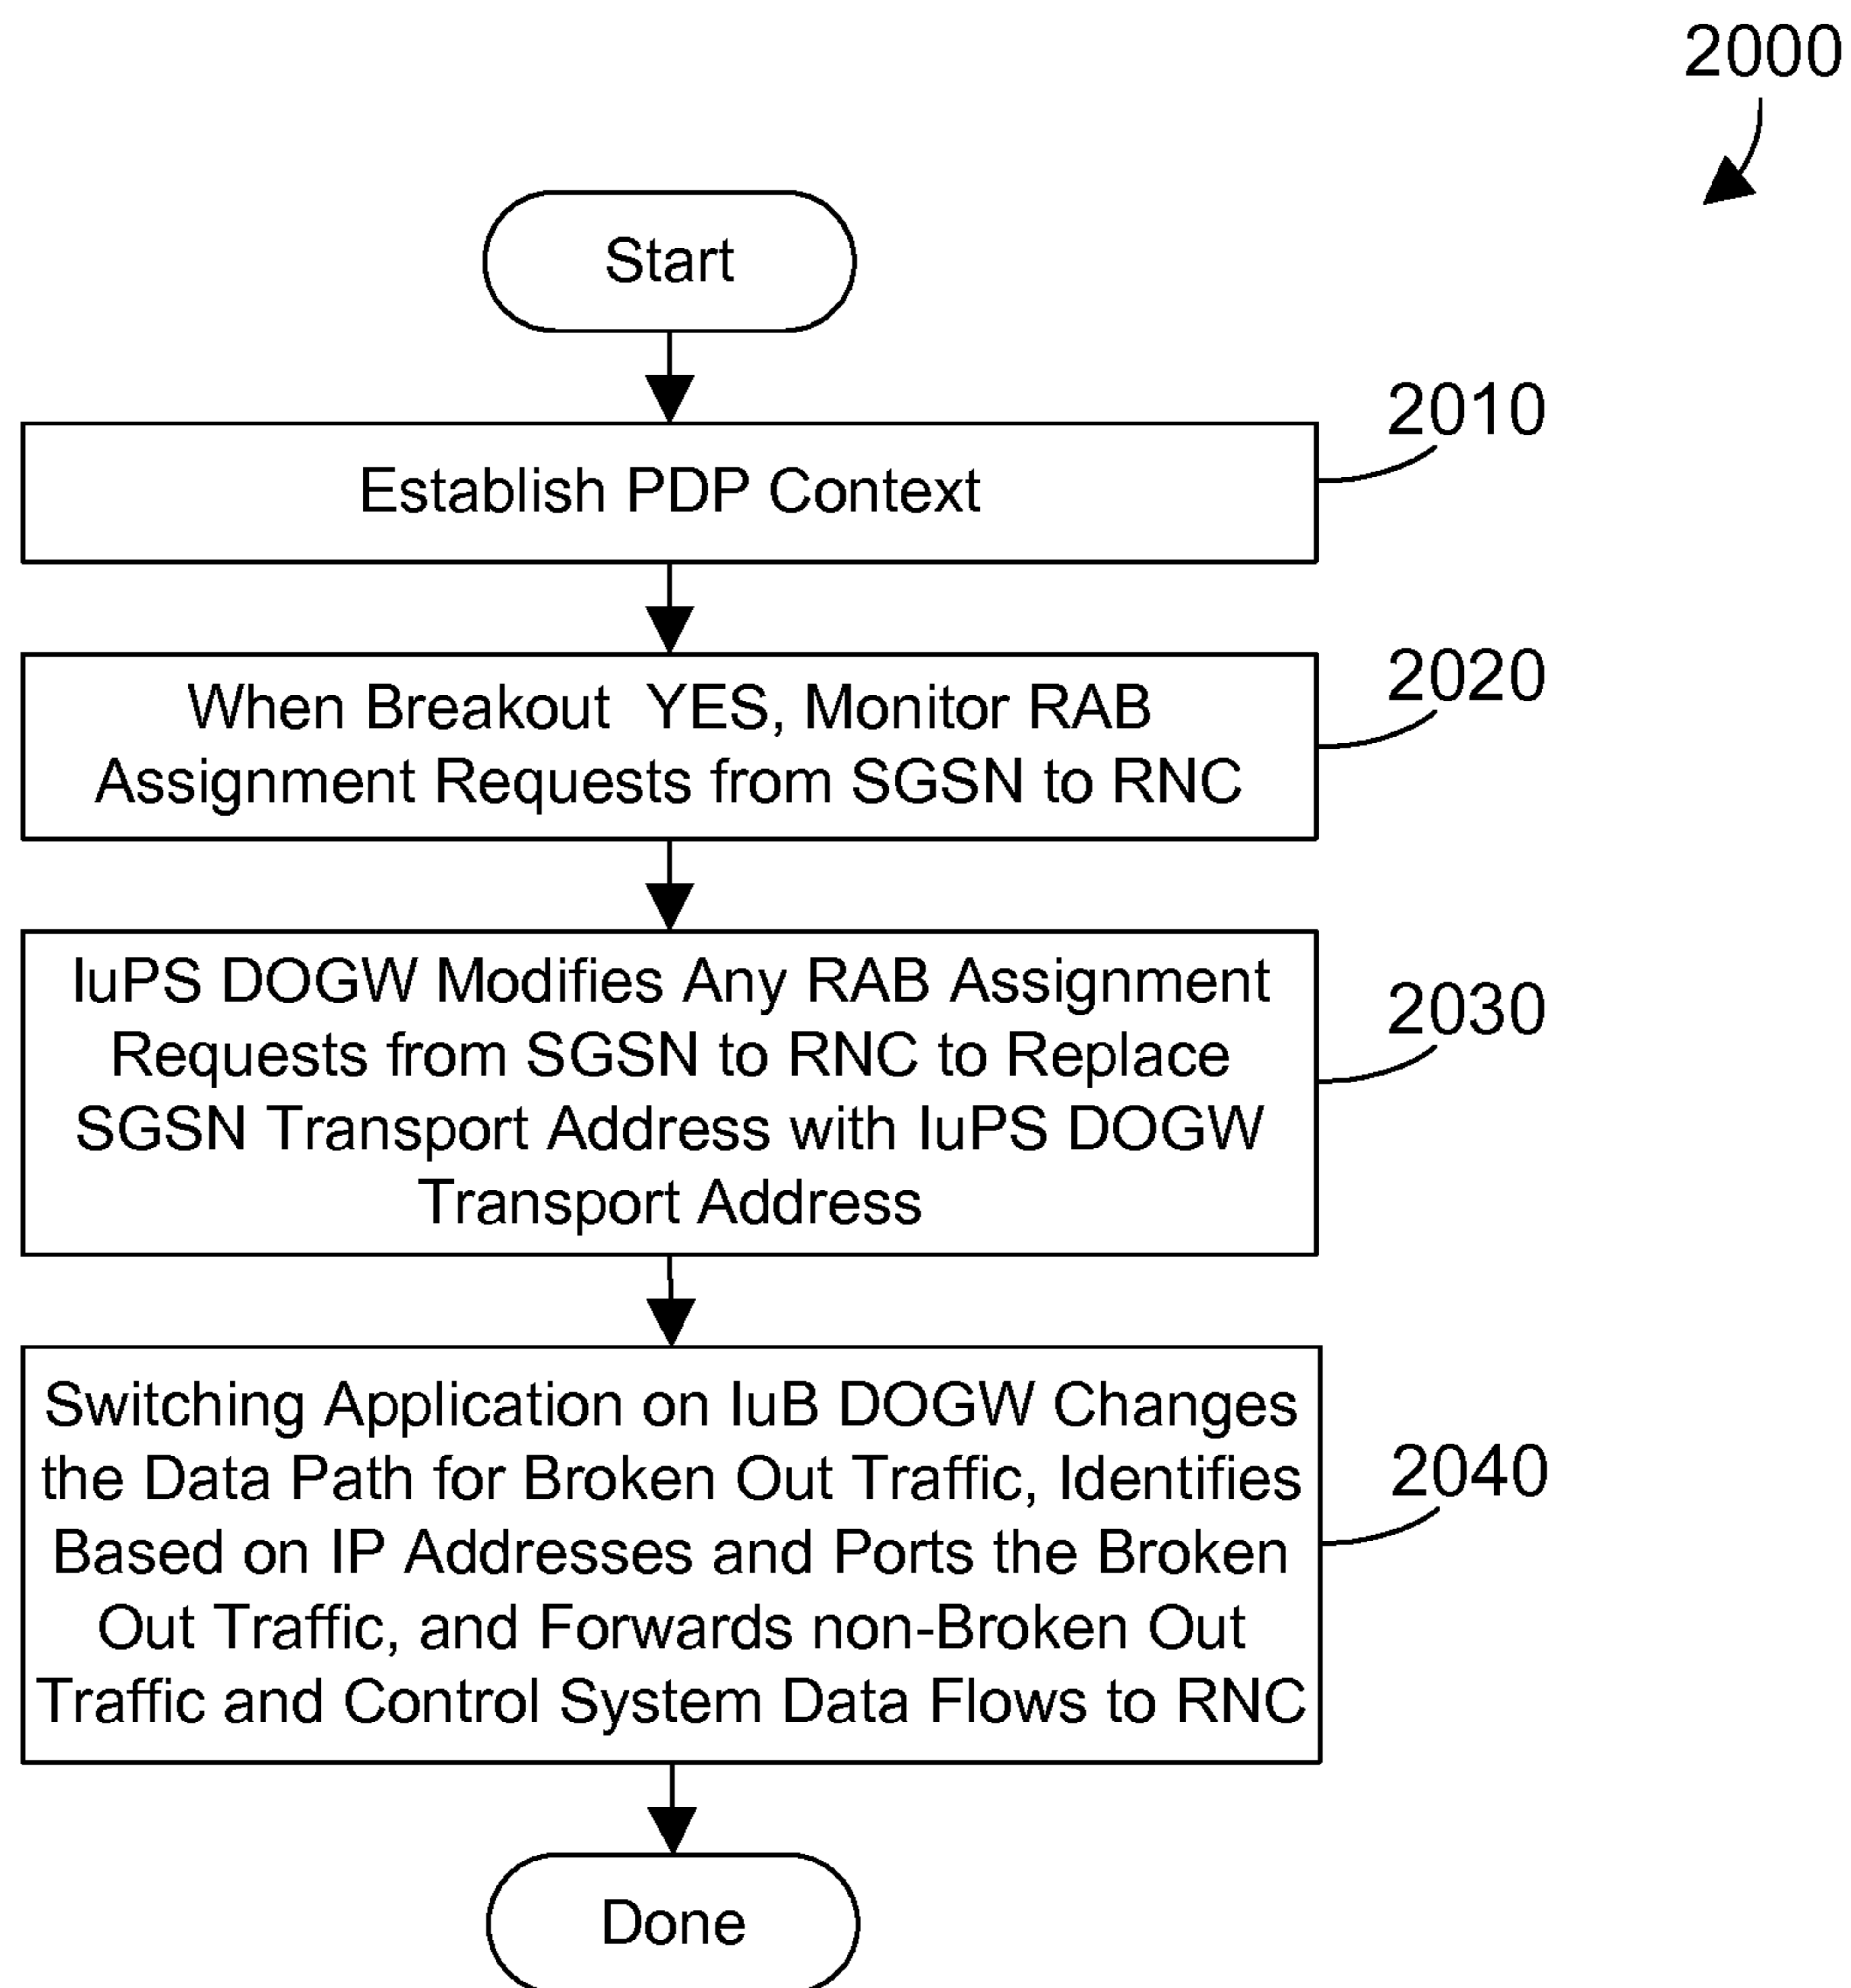 2000
Start
2010
Establish PDP Context
2020
When Breakout YES, Monitor RAB
Assignment Requests from SGSN to RNC
IuPS DOGW Modifies Any RAB Assignment
2030
Requests from SGSN to RNC to Replace
SGSN Transport Address with IuPS DOGW
Transport Address
Switching Application on IuB DOGW Changes
the Data Path for Broken Out Traffic, Identifies
2040
Based on IP Addresses and Ports the Broken
Out Traffic, and Forwards non-Broken Out
Traffic and Control System Data Flows to RNC
Done